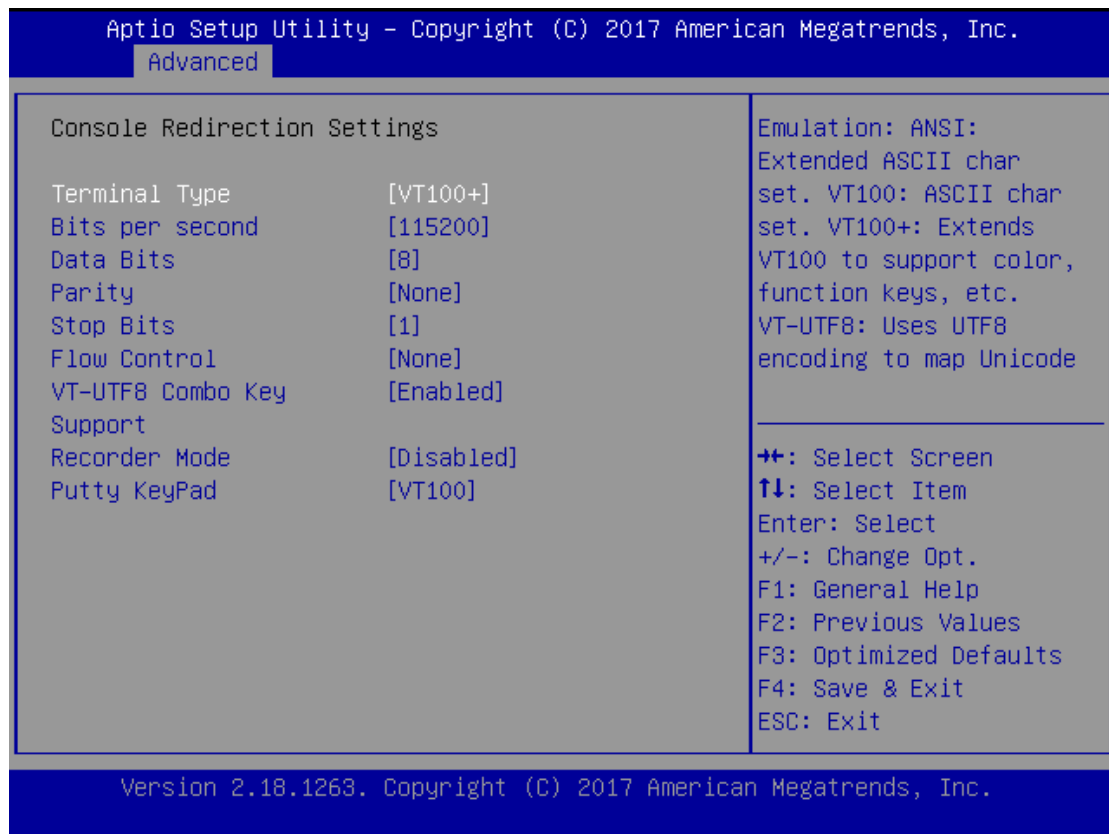 Aptio Setup Utility – Copyright (C) 2017 American Megatrends, Inc.
Advanced
Console Redirection Settings
Terminal Type [VT100+]
Bits per second [115200]
Data Bits [8]
Parity [None]
Stop Bits [1]
Flow Control [None]
VT-UTF8 Combo Key [Enabled]
Support
Recorder Mode [Disabled]
Putty KeyPad [VT100]
Emulation: ANSI:
Extended ASCII char
set. VT100: ASCII char
set. VT100+: Extends
VT100 to support color,
function keys, etc.
VT-UTF8: Uses UTF8
encoding to map Unicode
→←: Select Screen
↑↓: Select Item
Enter: Select
+/-: Change Opt.
F1: General Help
F2: Previous Values
F3: Optimized Defaults
F4: Save & Exit
ESC: Exit
Version 2.18.1263. Copyright (C) 2017 American Megatrends, Inc.